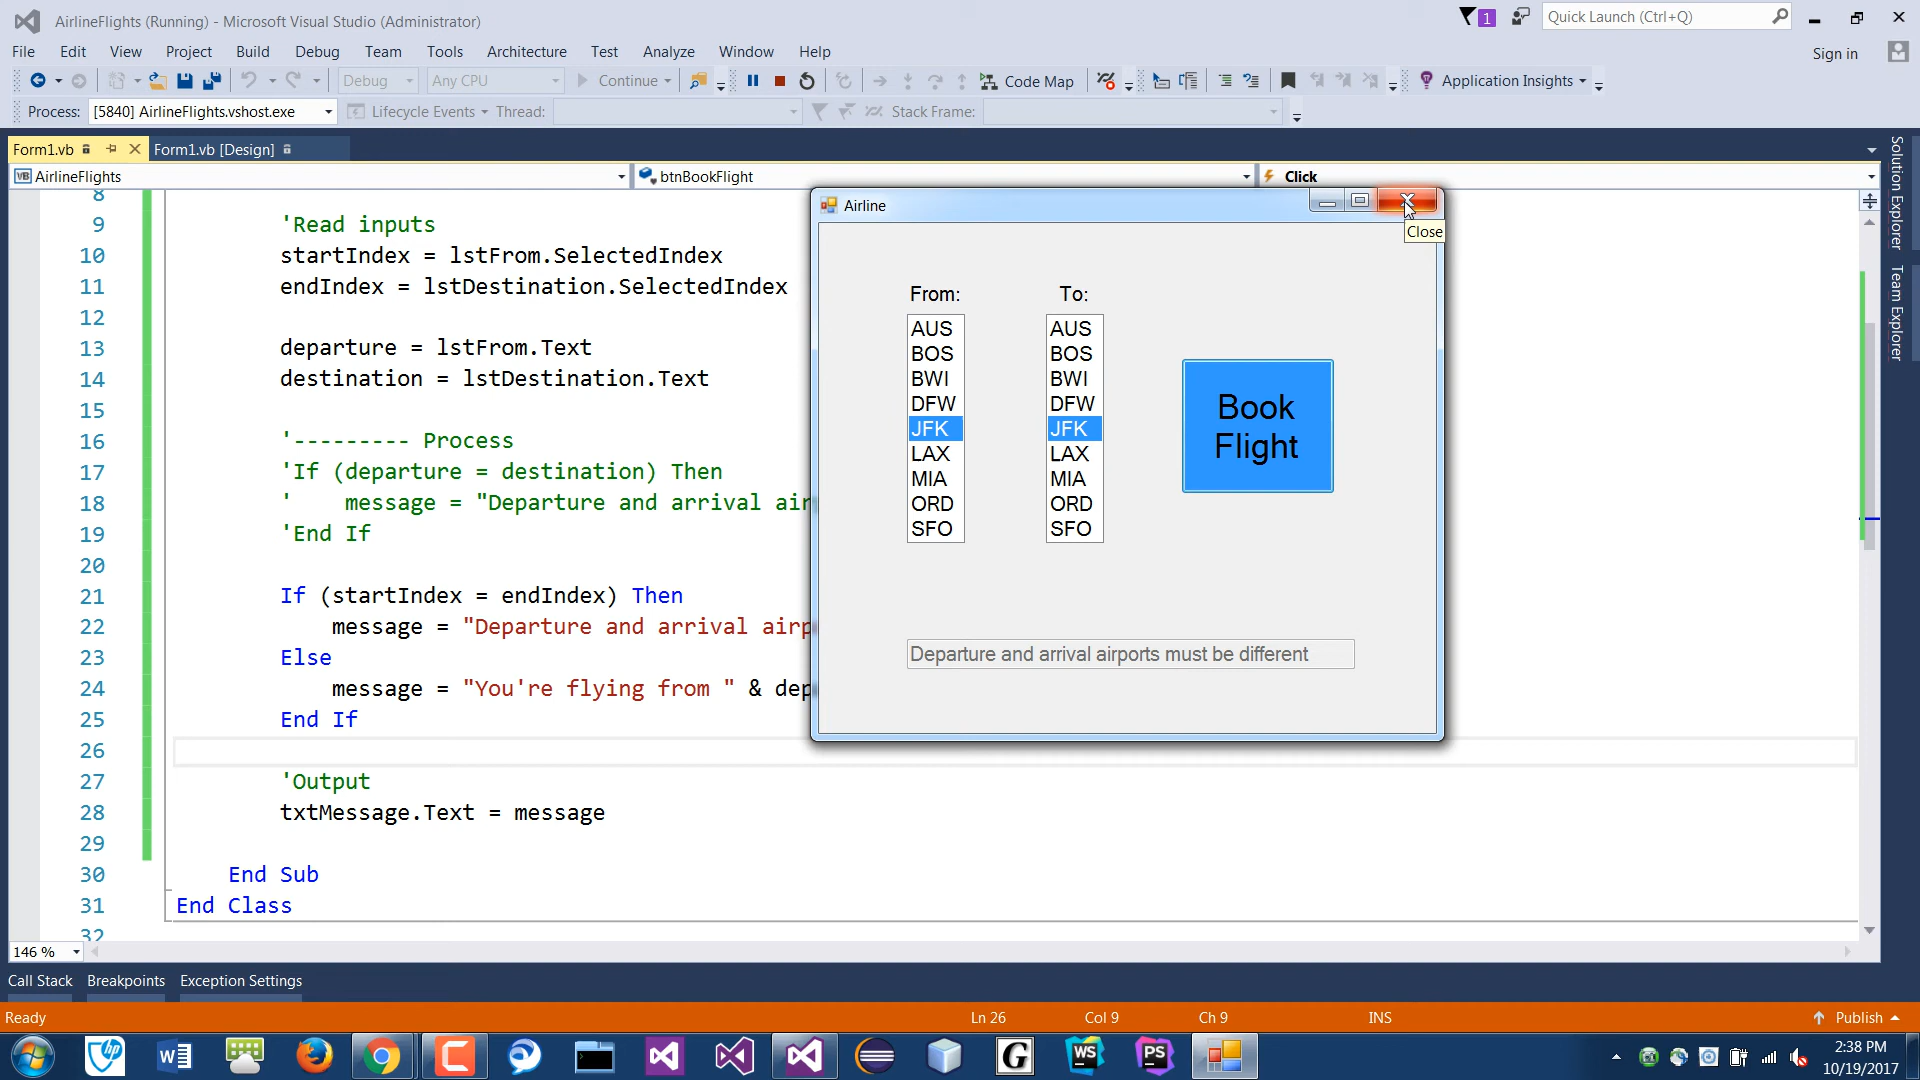 AirlineFlights (Running) - Microsoft Visual Studio (Administrator)
1
Quick Launch (Ctrl+Q)
File Edit View Project Build Debug Team Tools Architecture Test Analyze Window Help
Sign in
Debug Any CPU Continue Code Map Application Insights
Process: [5840] AirlineFlights.vshost.exe Lifecycle Events Thread: Stack Frame:
Form1.vb Form1.vb [Design]
VB AirlineFlights btnBookFlight Click
8
9 'Read inputs
10 startIndex = lstFrom.SelectedIndex
11 endIndex = lstDestination.SelectedIndex
12
13 departure = lstFrom.Text
14 destination = lstDestination.Text
15
16 '--------- Process
17 'If (departure = destination) Then
18 ' message = "Departure and arrival air
19 'End If
20
21 If (startIndex = endIndex) Then
22 message = "Departure and arrival airp
23 Else
24 message = "You're flying from " & dep
25 End If
26
27 'Output
28 txtMessage.Text = message
29
30 End Sub
31 End Class
32
Airline
Close
From: To:
AUS AUS
BOS BOS
BWI BWI
DFW DFW
JFK JFK
LAX LAX
MIA MIA
ORD ORD
SFO SFO
Book
Flight
Departure and arrival airports must be different
Solution Explorer
Team Explorer
146 %
Call Stack Breakpoints Exception Settings
Ready Ln 26 Col 9 Ch 9 INS Publish
hp W G WS PS
2:38 PM
10/19/2017